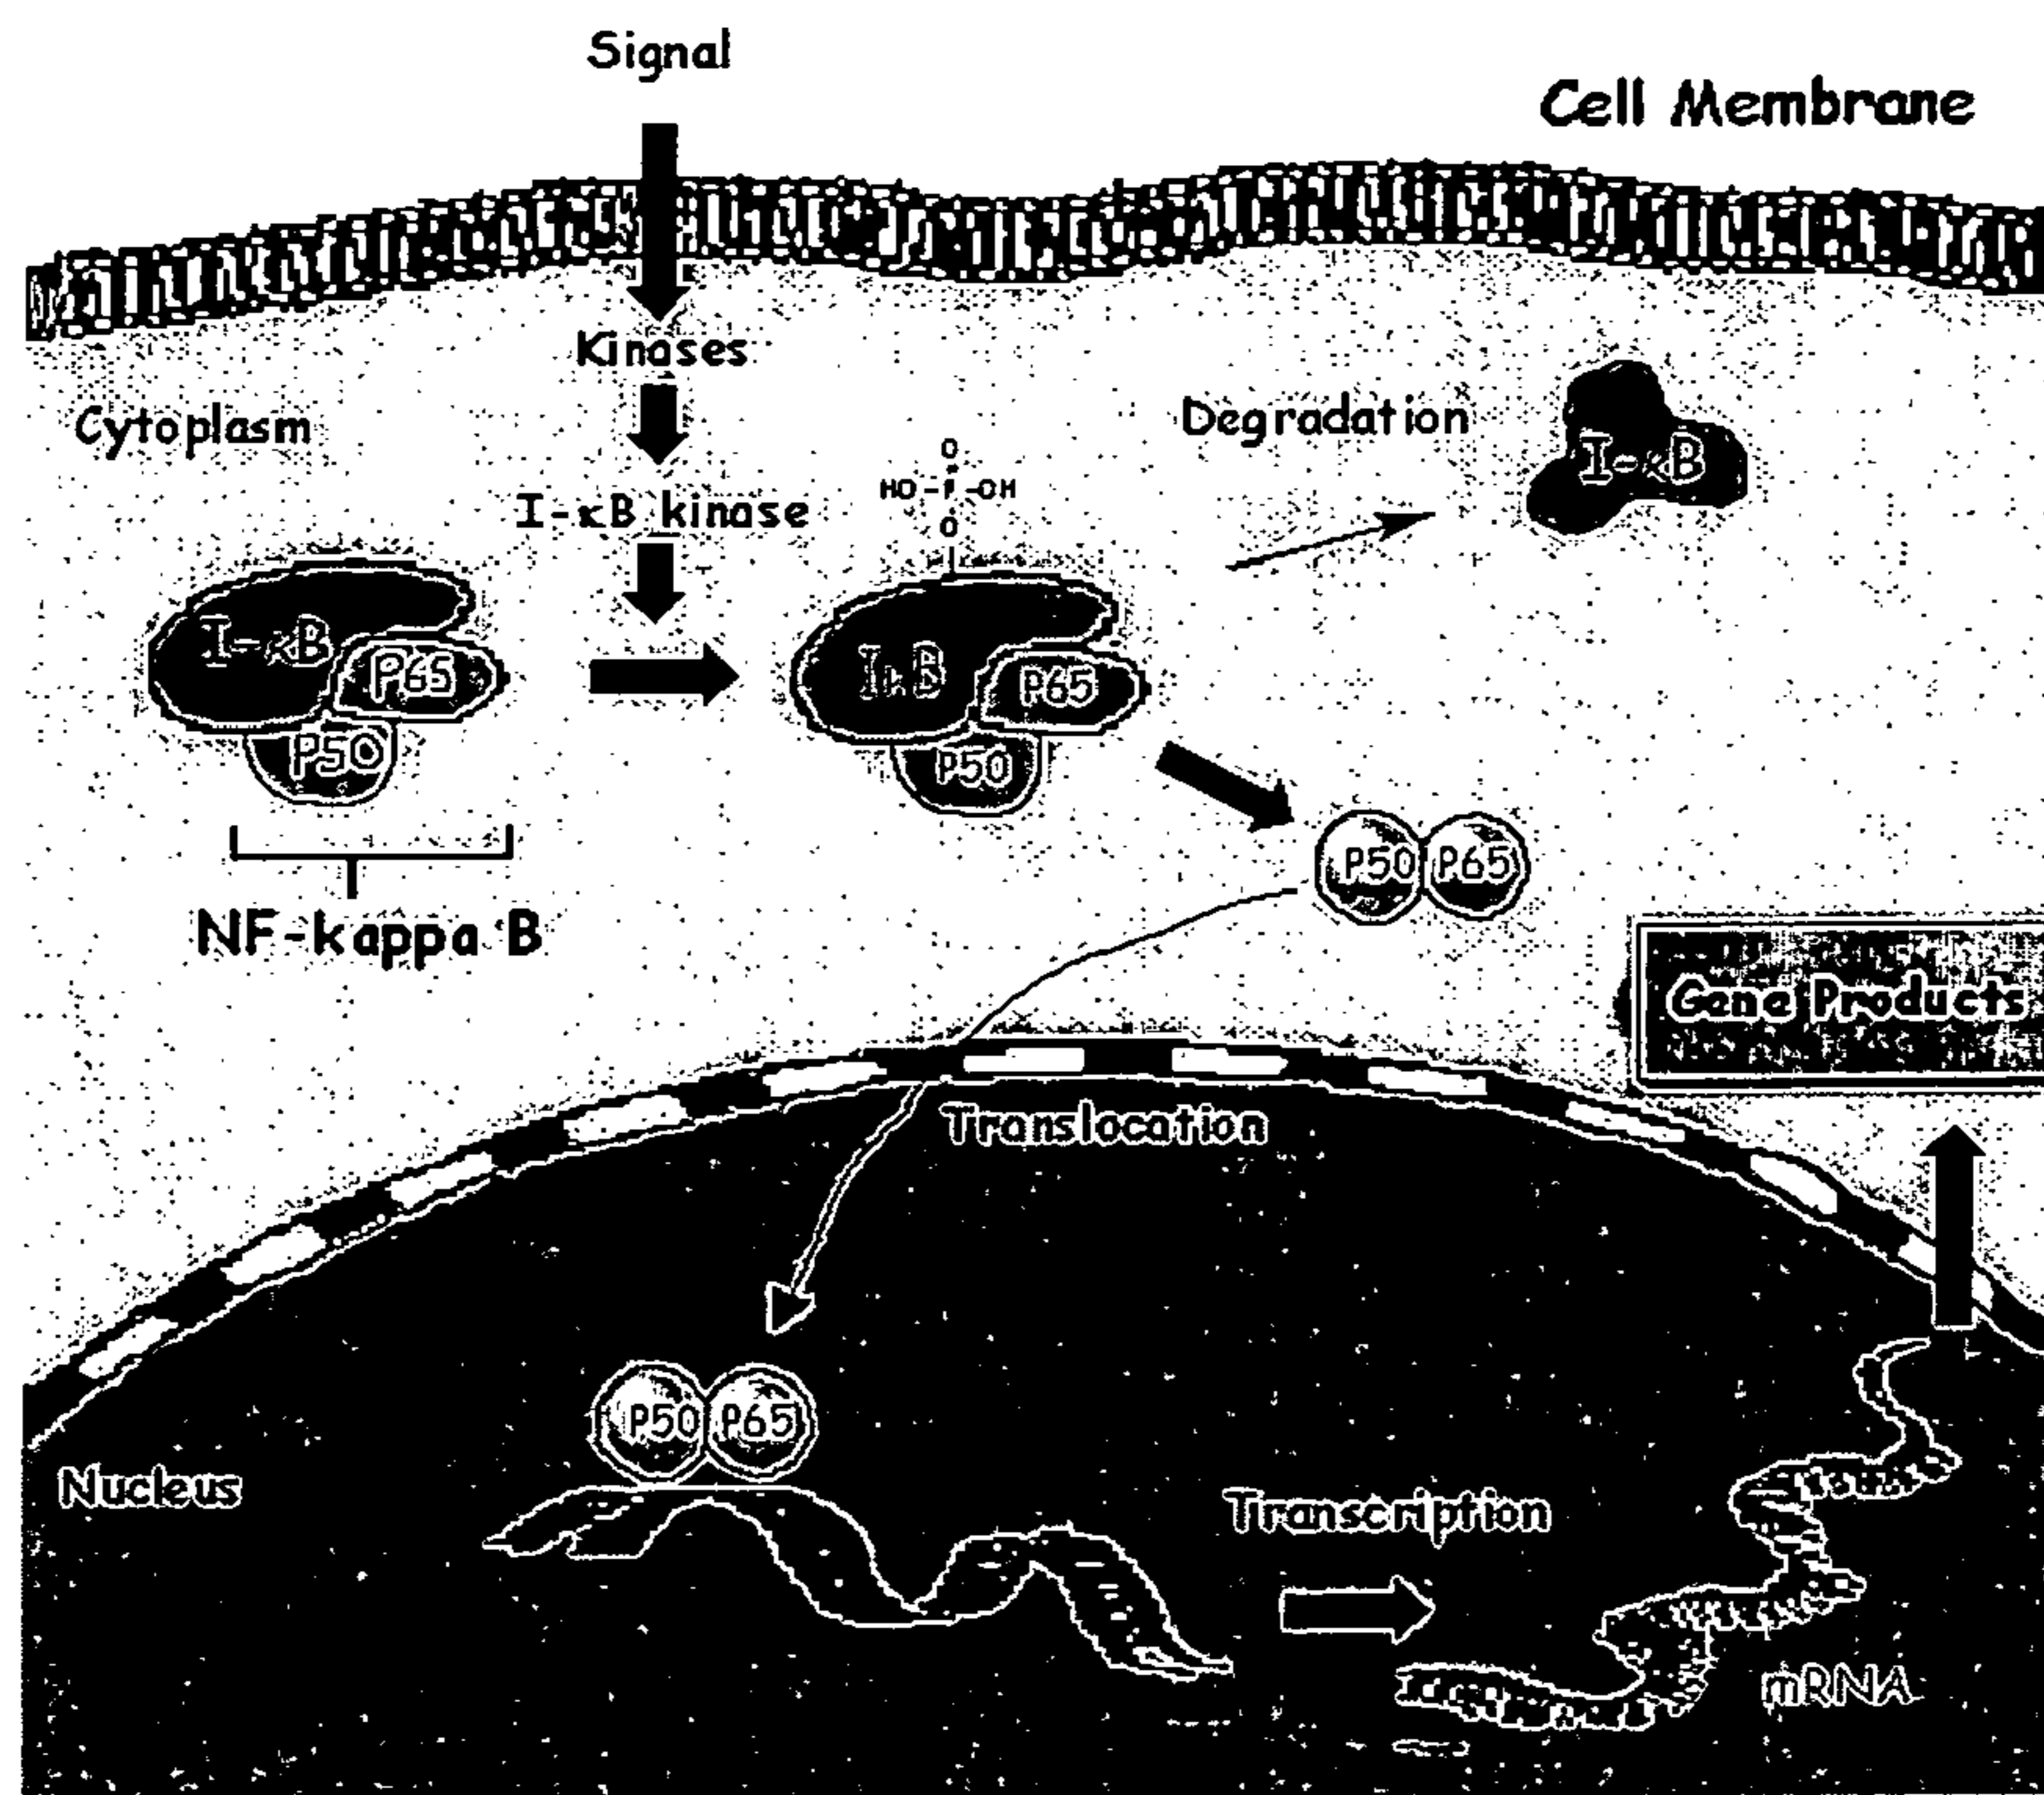 Signal
Cell Membrane
Kinases
Cytoplasm
Degradation
I-κB
O
HO-P-OH
O
I-κB kinase
I-κB
P65
P50
IκB
P65
P50
P50 P65
NF-kappa B
Gene Products
Translocation
P50 P65
Nucleus
Transcription
mRNA